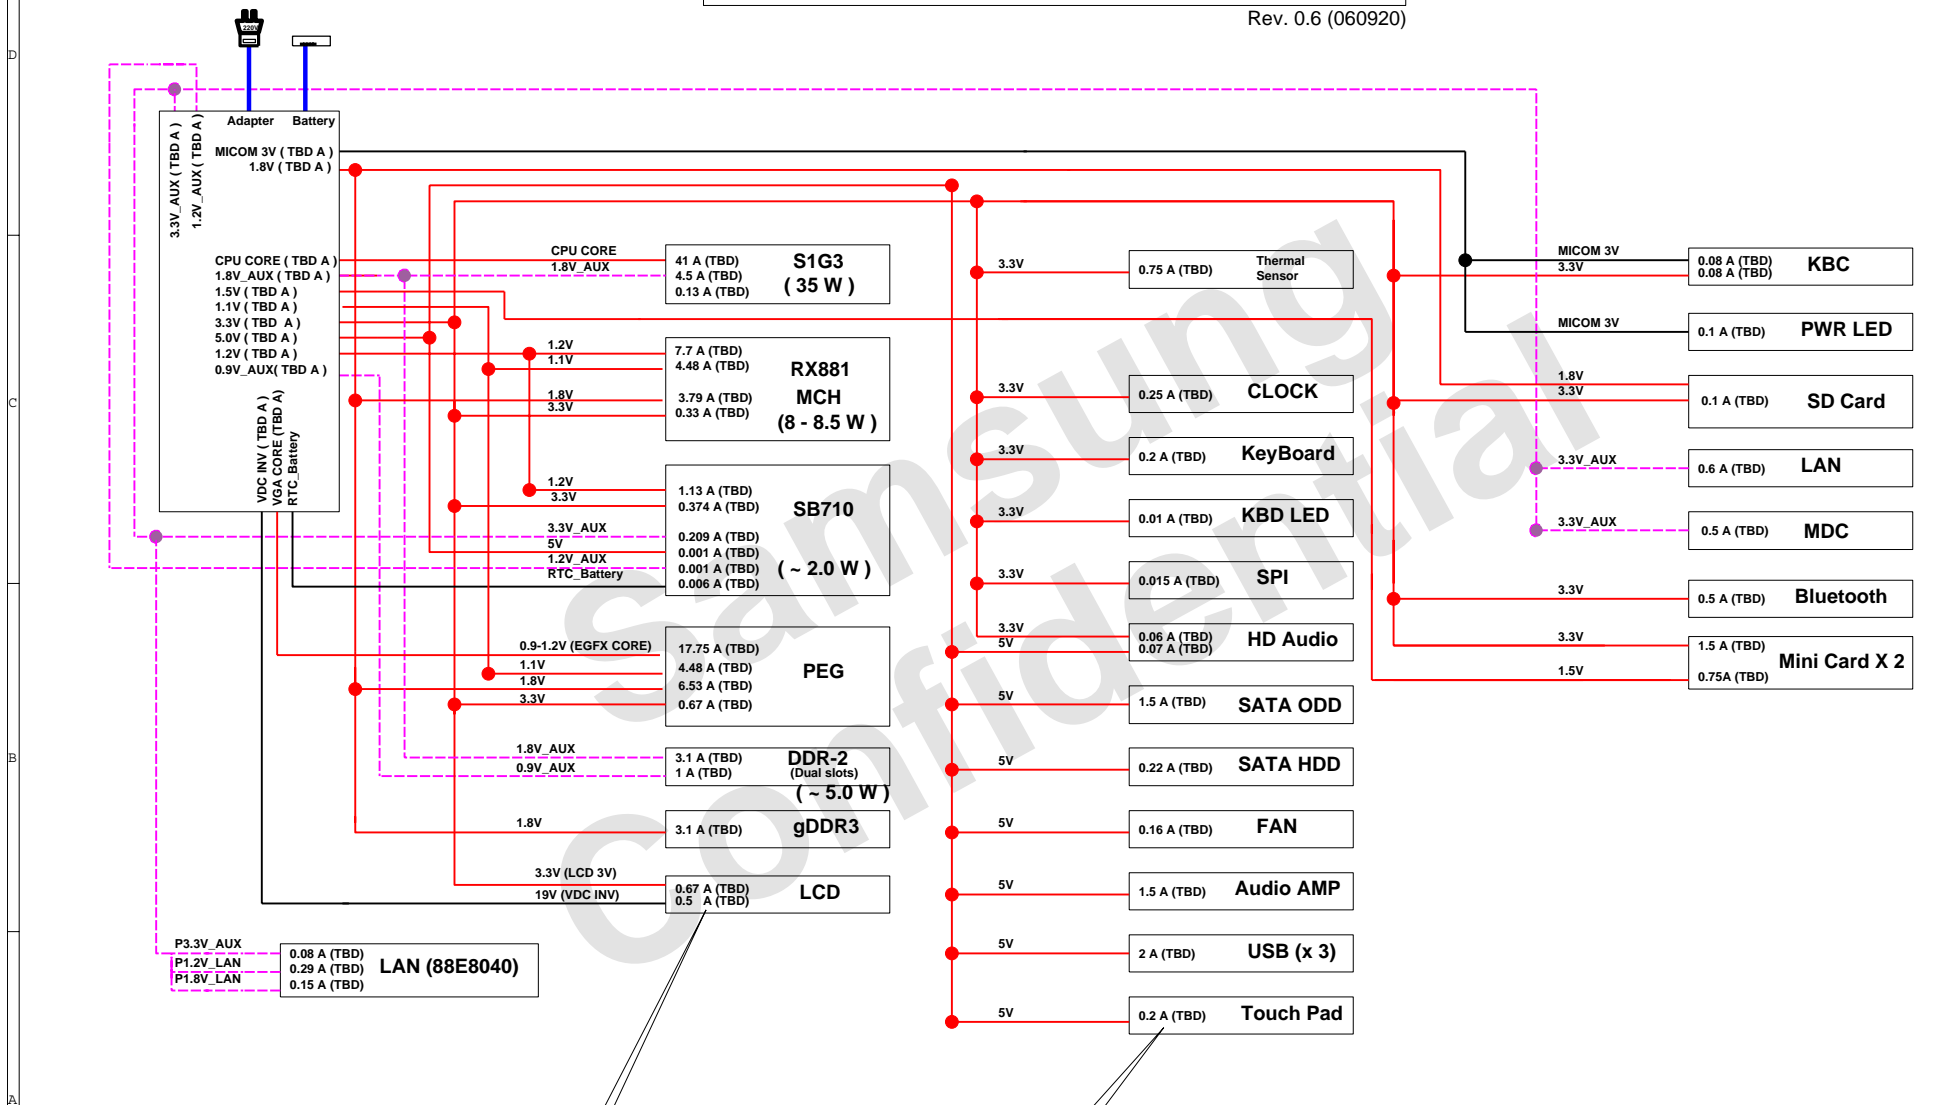 Rev. 0.6 (060920)
D
C
B
A
220V
Adapter
Battery
3.3V_AUX ( TBD A )
1.2V_AUX ( TBD A )
MICOM 3V ( TBD A )
1.8V ( TBD A )
CPU CORE ( TBD A )
1.8V_AUX ( TBD A )
1.5V ( TBD A )
1.1V ( TBD A )
3.3V ( TBD A )
5.0V ( TBD A )
1.2V ( TBD A )
0.9V_AUX( TBD A )
VDC INV ( TBD A )
VGA CORE (TBD A)
RTC_Battery
CPU CORE
1.8V_AUX
41 A (TBD)
4.5 A (TBD)
0.13 A (TBD)
S1G3
( 35 W )
1.2V
1.1V
1.8V
3.3V
7.7 A (TBD)
4.48 A (TBD)
3.79 A (TBD)
0.33 A (TBD)
RX881
MCH
(8 - 8.5 W )
1.2V
3.3V
3.3V_AUX
5V
1.2V_AUX
RTC_Battery
1.13 A (TBD)
0.374 A (TBD)
0.209 A (TBD)
0.001 A (TBD)
0.001 A (TBD)
0.006 A (TBD)
SB710
( ~ 2.0 W )
0.9-1.2V (EGFX CORE)
1.1V
1.8V
3.3V
17.75 A (TBD)
4.48 A (TBD)
6.53 A (TBD)
0.67 A (TBD)
PEG
1.8V_AUX
0.9V_AUX
3.1 A (TBD)
1 A (TBD)
DDR-2
(Dual slots)
( ~ 5.0 W )
1.8V
3.1 A (TBD)
gDDR3
3.3V (LCD 3V)
19V (VDC INV)
0.67 A (TBD)
0.5 A (TBD)
LCD
P3.3V_AUX
P1.2V_LAN
P1.8V_LAN
0.08 A (TBD)
0.29 A (TBD)
0.15 A (TBD)
LAN (88E8040)
3.3V
0.75 A (TBD)
Thermal
Sensor
3.3V
0.25 A (TBD)
CLOCK
3.3V
0.2 A (TBD)
KeyBoard
3.3V
0.01 A (TBD)
KBD LED
3.3V
0.015 A (TBD)
SPI
3.3V
5V
0.06 A (TBD)
0.07 A (TBD)
HD Audio
5V
1.5 A (TBD)
SATA ODD
5V
0.22 A (TBD)
SATA HDD
5V
0.16 A (TBD)
FAN
5V
1.5 A (TBD)
Audio AMP
5V
2 A (TBD)
USB (x 3)
5V
0.2 A (TBD)
Touch Pad
MICOM 3V
3.3V
0.08 A (TBD)
0.08 A (TBD)
KBC
MICOM 3V
0.1 A (TBD)
PWR LED
1.8V
3.3V
0.1 A (TBD)
SD Card
3.3V_AUX
0.6 A (TBD)
LAN
3.3V_AUX
0.5 A (TBD)
MDC
3.3V
0.5 A (TBD)
Bluetooth
3.3V
1.5V
1.5 A (TBD)
0.75A (TBD)
Mini Card X 2
Samsung
Confidential